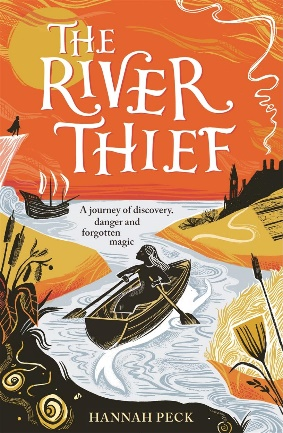 THE
RIVER
THIEF
A journey of discovery,
danger and
forgotten
magic
HANNAH PECK